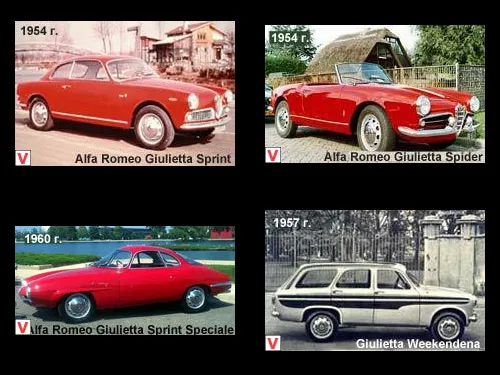 1954 г.
V
Alfa Romeo Giulietta Sprint
1954 г.
V
Alfa Romeo Giulietta Spider
1960 г.
V
Alfa Romeo Giulietta Sprint Speciale
1957 г.
V
Giulietta Weekendena